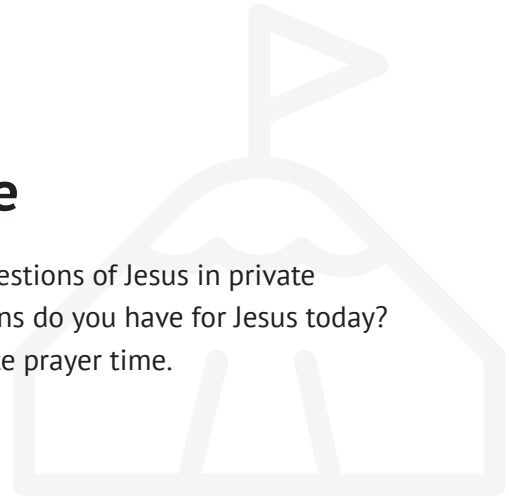 e
estions of Jesus in private
ns do you have for Jesus today?
e prayer time.